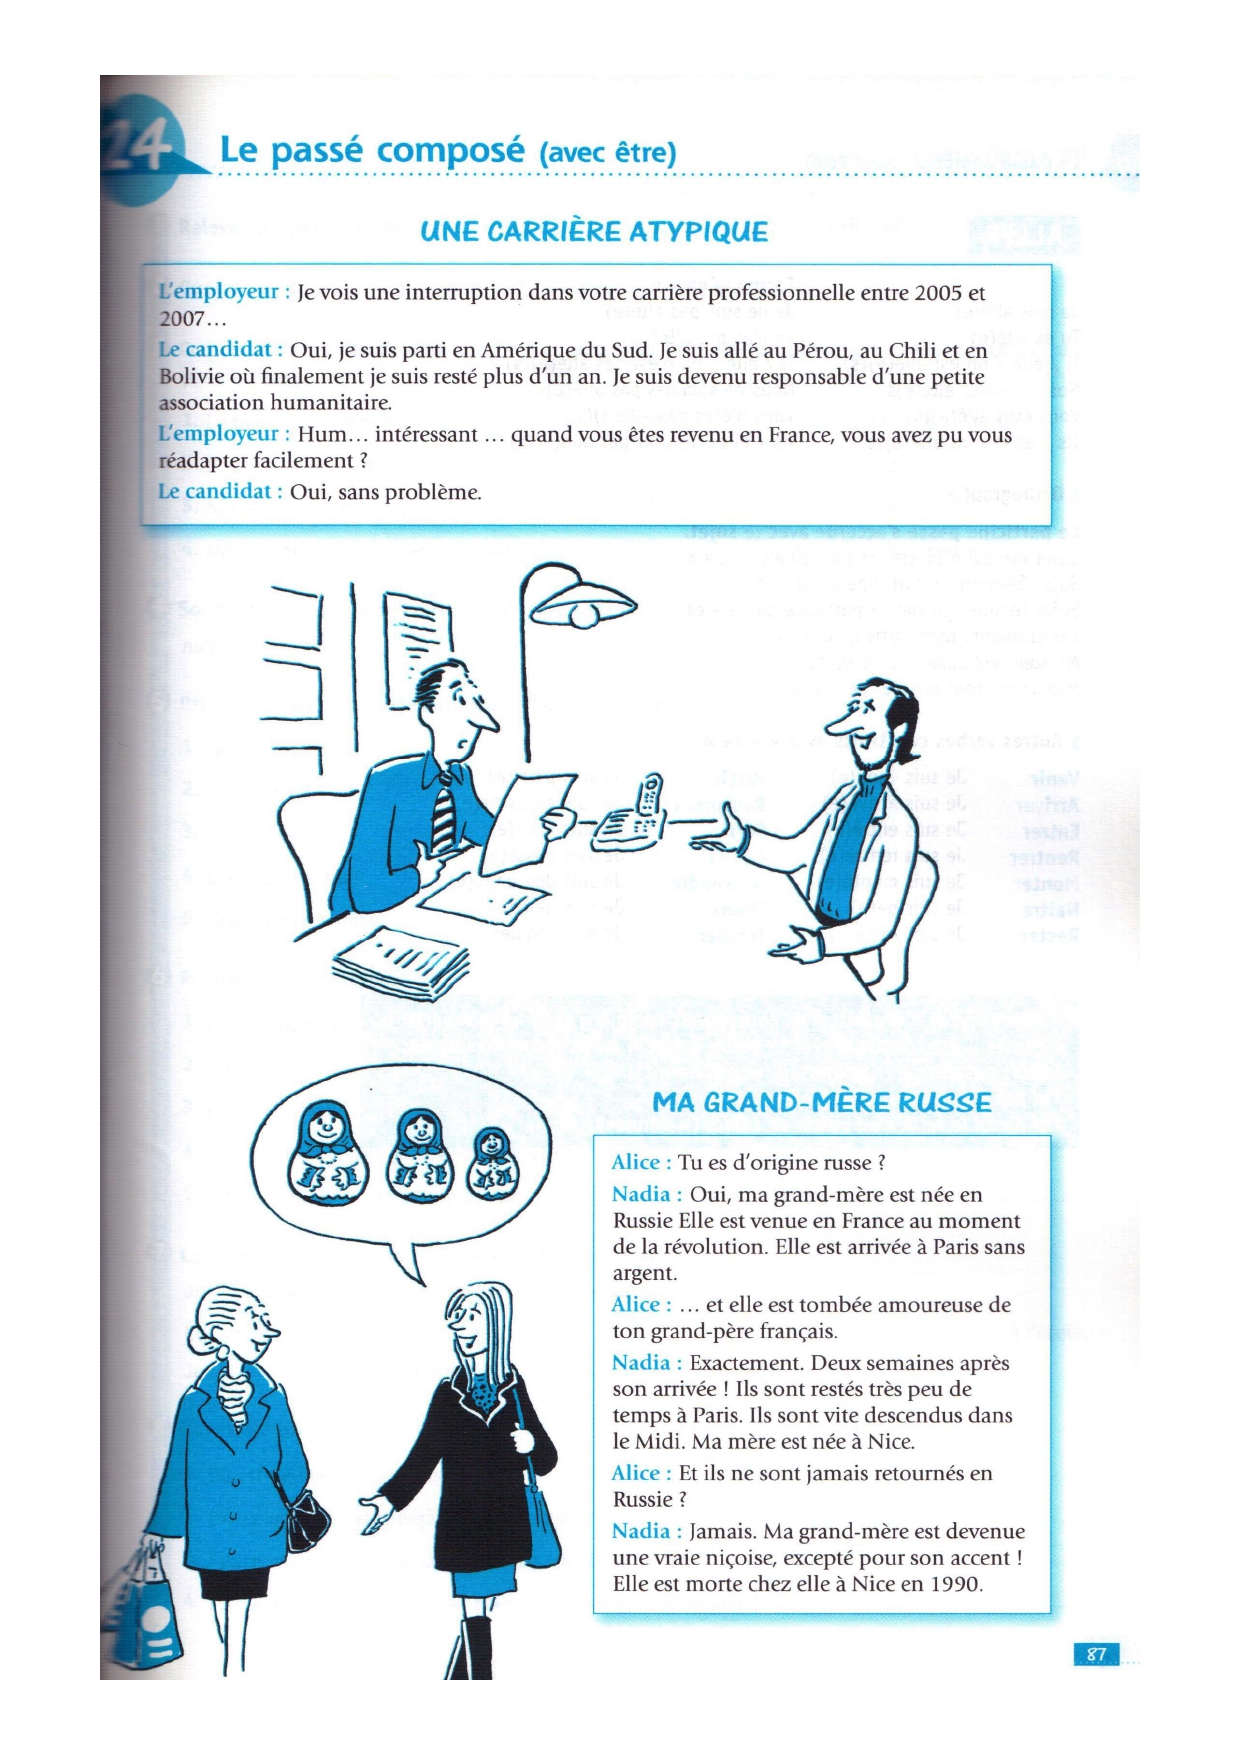 24
Le passé composé (avec être)
UNE CARRIÈRE ATYPIQUE
L'employeur : Je vois une interruption dans votre carrière professionnelle entre 2005 et
2007…
Le candidat : Oui, je suis parti en Amérique du Sud. Je suis allé au Pérou, au Chili et en
Bolivie où finalement je suis resté plus d'un an. Je suis devenu responsable d'une petite
association humanitaire.
L'employeur : Hum… intéressant … quand vous êtes revenu en France, vous avez pu vous
réadapter facilement ?
Le candidat : Oui, sans problème.
MA GRAND-MÈRE RUSSE
Alice : Tu es d'origine russe ?
Nadia : Oui, ma grand-mère est née en
Russie Elle est venue en France au moment
de la révolution. Elle est arrivée à Paris sans
argent.
Alice : … et elle est tombée amoureuse de
ton grand-père français.
Nadia : Exactement. Deux semaines après
son arrivée ! Ils sont restés très peu de
temps à Paris. Ils sont vite descendus dans
le Midi. Ma mère est née à Nice.
Alice : Et ils ne sont jamais retournés en
Russie ?
Nadia : Jamais. Ma grand-mère est devenue
une vraie niçoise, excepté pour son accent !
Elle est morte chez elle à Nice en 1990.
87